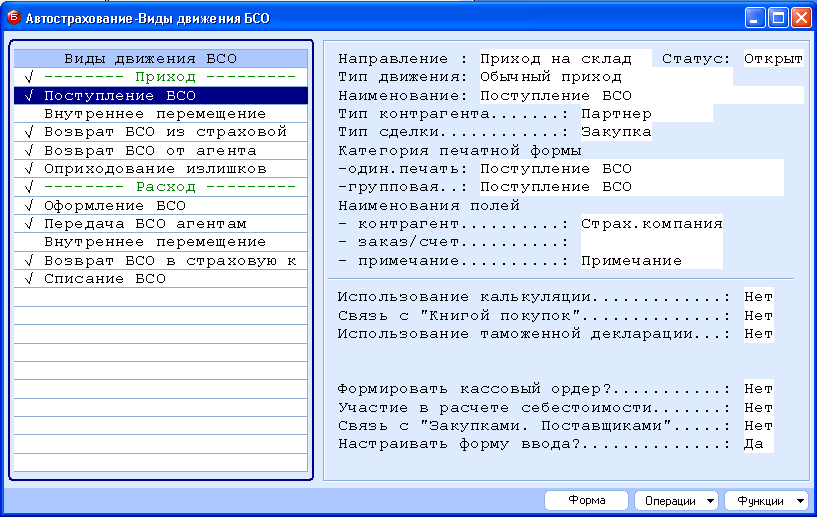 Автострахование-Виды движения БСО
Виды движения БСО
√ -------- Приход ---------
√ Поступление БСО
Внутреннее перемещение
√ Возврат БСО из страховой
√ Возврат БСО от агента
√ Оприходование излишков
√ -------- Расход ---------
√ Оформление БСО
√ Передача БСО агентам
Внутреннее перемещение
√ Возврат БСО в страховую к
√ Списание БСО
Направление : Приход на склад Статус: Открыт
Тип движения: Обычный приход
Наименование: Поступление БСО
Тип контрагента.......: Партнер
Тип сделки............: Закупка
Категория печатной формы
-один.печать: Поступление БСО
-групповая..: Поступление БСО
Наименования полей
- контрагент..........: Страх.компания
- заказ/счет..........:
- примечание..........: Примечание
Использование калькуляции.............: Нет
Связь с "Книгой покупок"..............: Нет
Использование таможенной декларации...: Нет
Формировать кассовый ордер?...........: Нет
Участие в расчете себестоимости.......: Нет
Связь с "Закупками. Поставщиками".....: Нет
Настраивать форму ввода?..............: Да
Форма Операции Функции